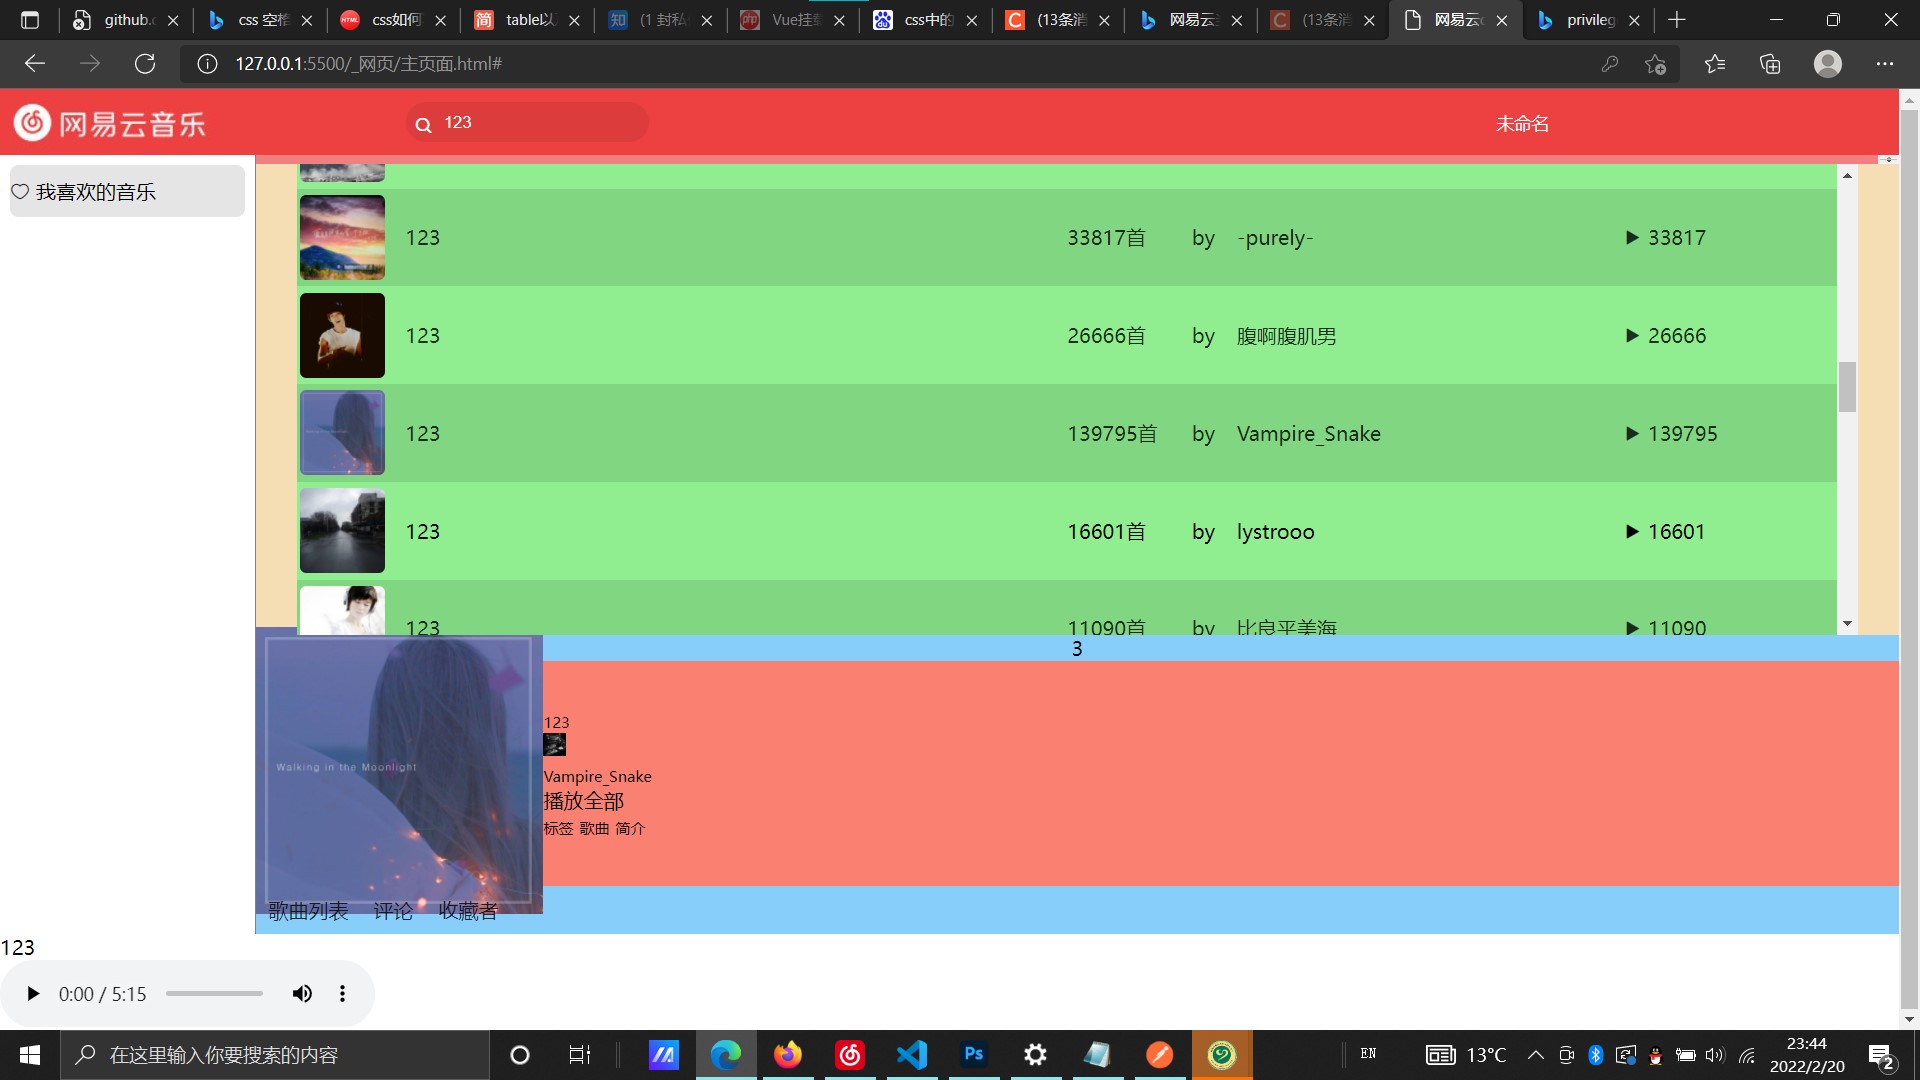 github.c
css 空格
css如何
tablel以
(1 封私
Vue挂载
css中的
(13条消
网易云
(13条消
网易云
privileg
127.0.0.1:5500/_网页/主页面.html#
网易云音乐
123
未命名
我喜欢的音乐
123 33817首 by -purely- ▶ 33817
123 26666首 by 腹啊腹肌男 ▶ 26666
123 139795首 by Vampire_Snake ▶ 139795
123 16601首 by lystrooo ▶ 16601
123 11090首 by 比良平美海 ▶ 11090
3
Walking in the Moonlight
123
Vampire_Snake
播放全部
标签 歌曲 简介
歌曲列表 评论 收藏者
123
0:00 / 5:15
在这里输入你要搜索的内容
Ps
EN
13°C
23:44
2022/2/20
2